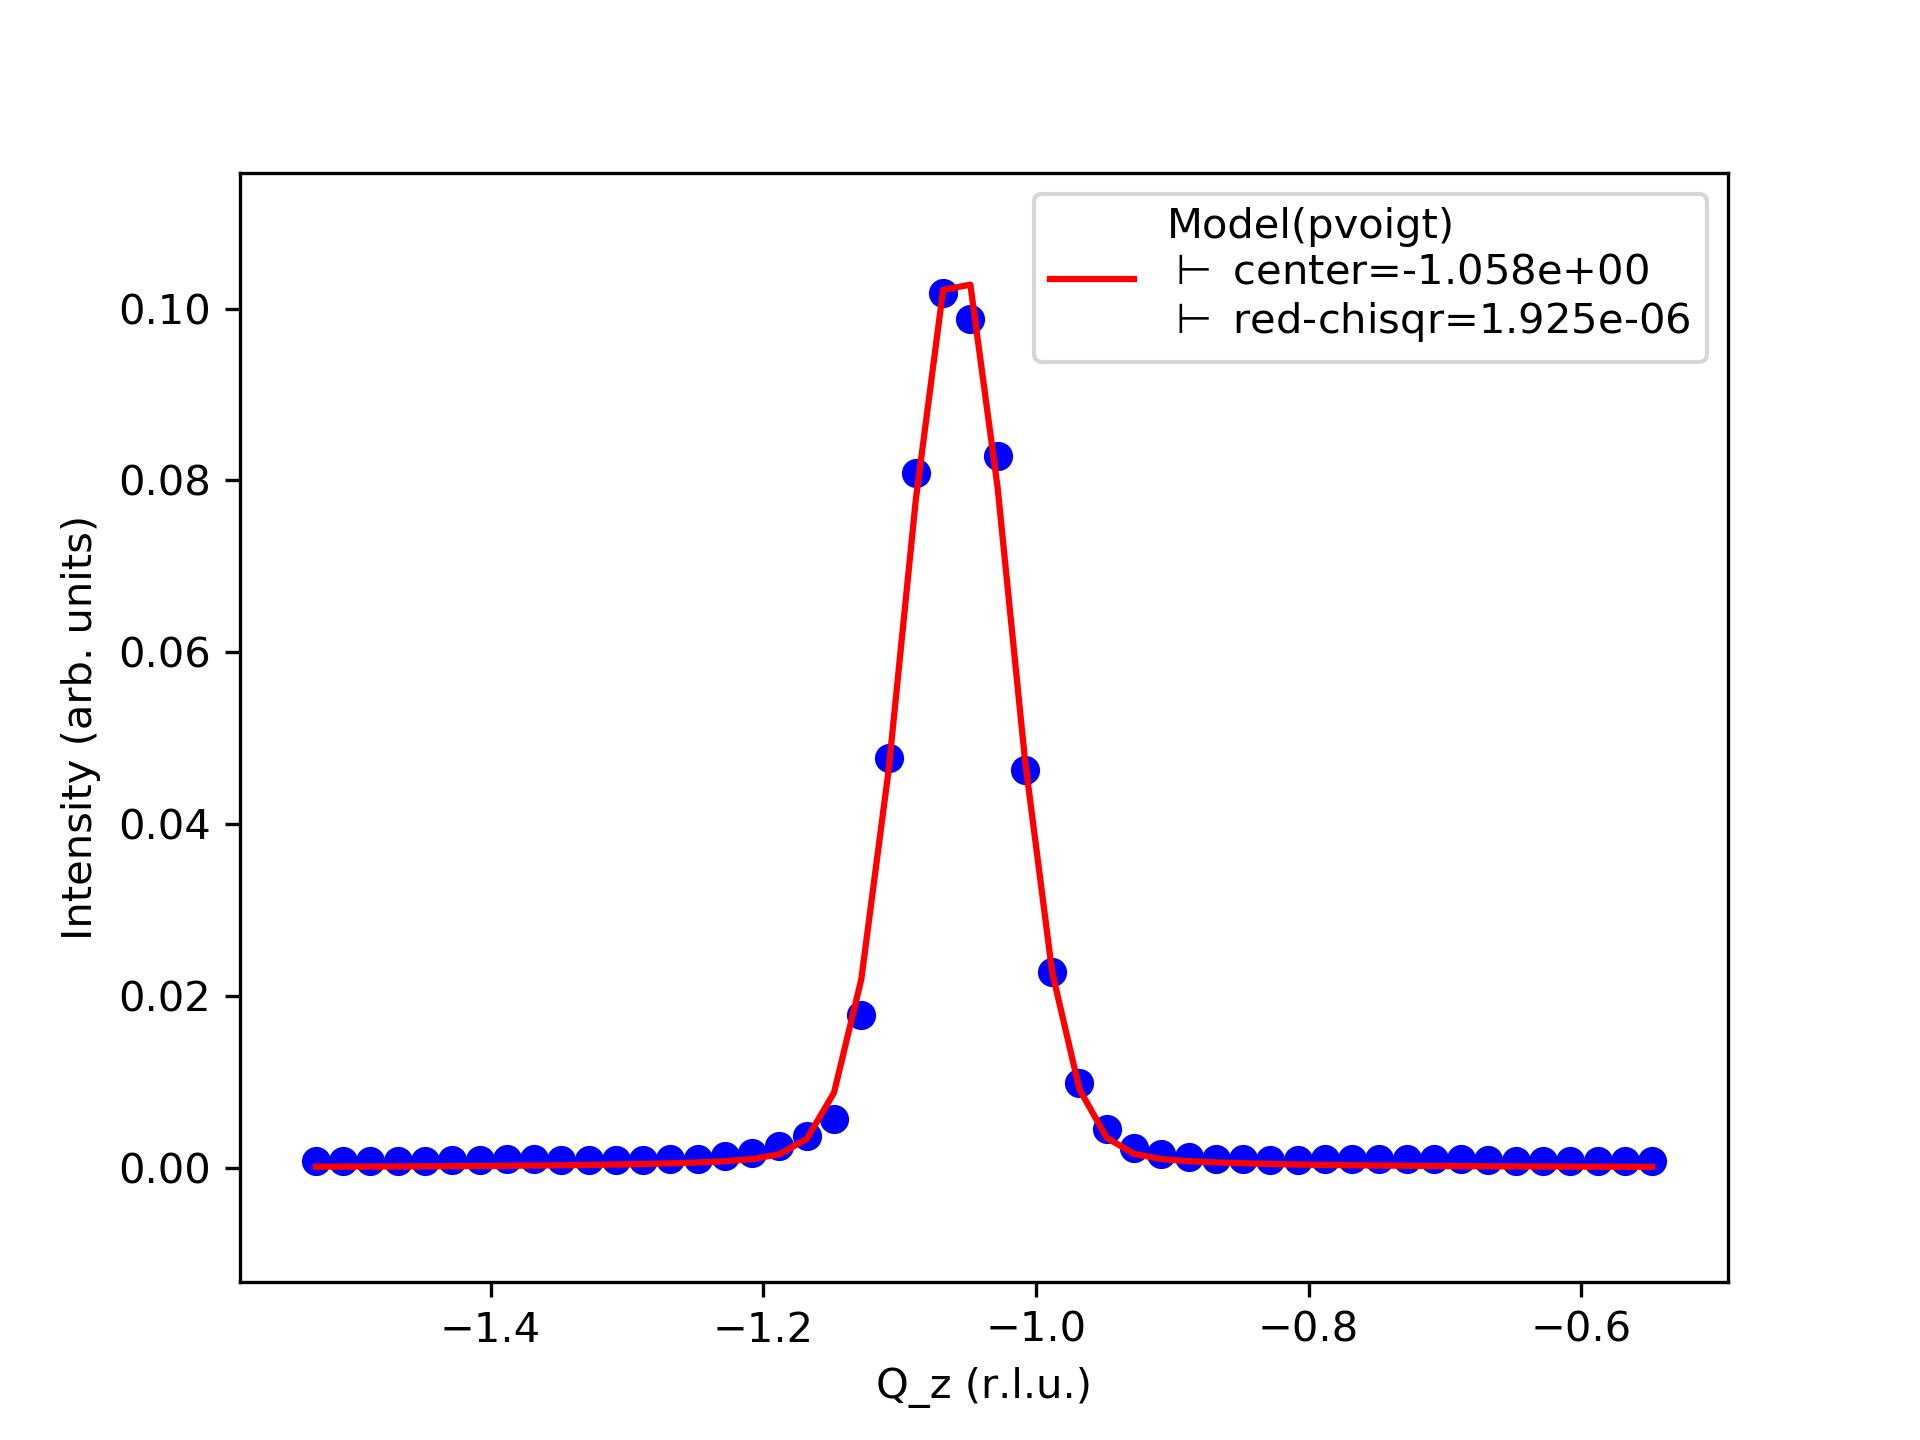 Model(pvoigt)
⊢ center=-1.058e+00
⊢ red-chisqr=1.925e-06
0.10
0.08
0.06
0.04
0.02
0.00
Intensity (arb. units)
−1.4 −1.2 −1.0 −0.8 −0.6
Q_z (r.l.u.)